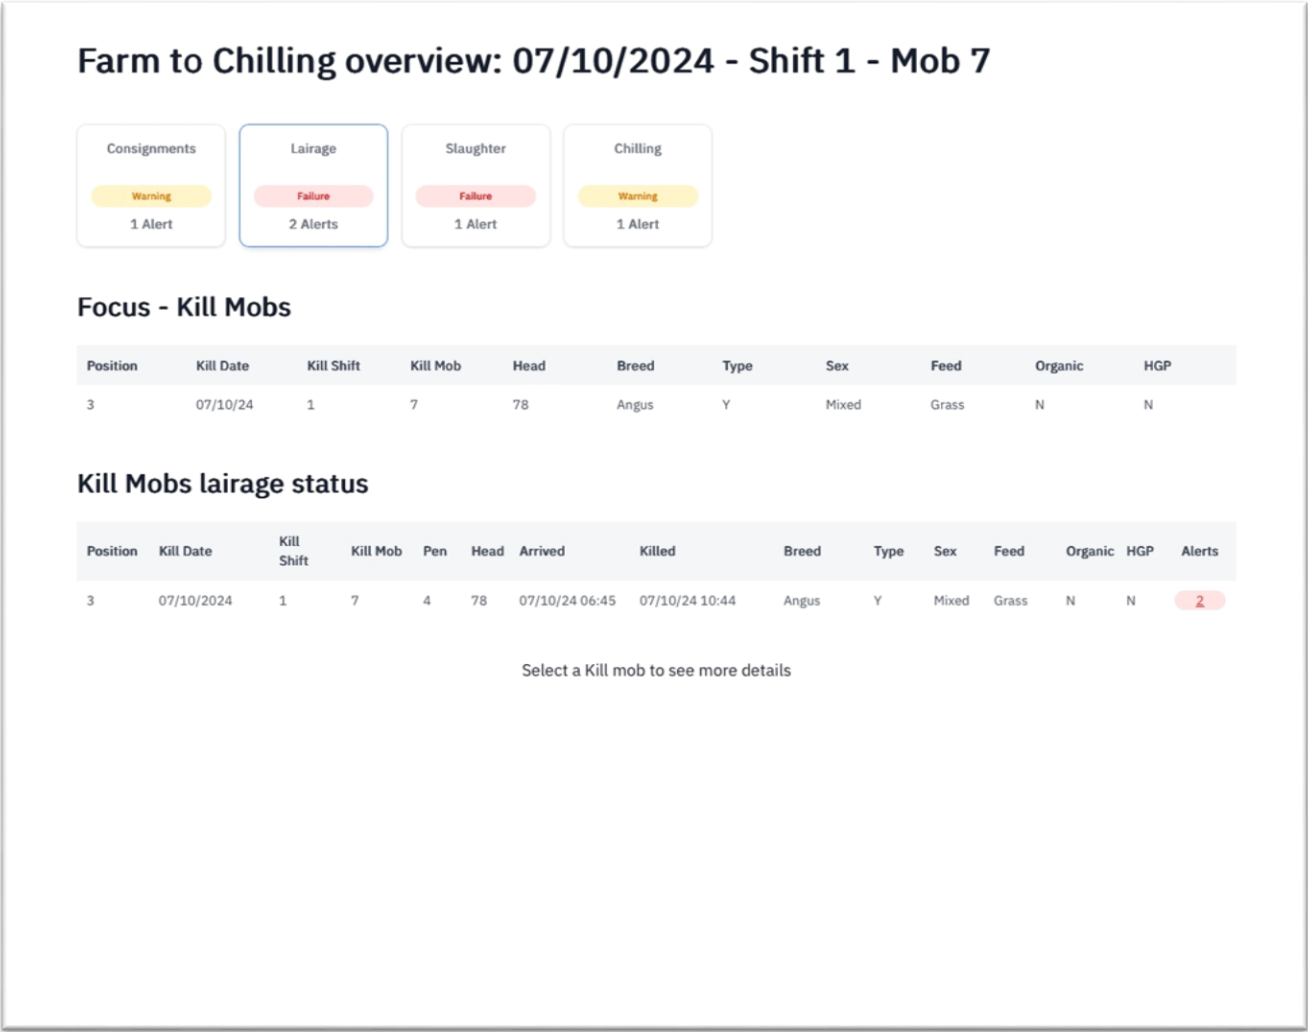 Farm to Chilling overview: 07/10/2024 - Shift 1 - Mob 7
Consignments Lairage Slaughter Chilling
Warning Failure Failure Warning
1 Alert 2 Alerts 1 Alert 1 Alert
Focus - Kill Mobs
Position Kill Date Kill Shift Kill Mob Head Breed Type Sex Feed Organic HGP
3 07/10/24 1 7 78 Angus Y Mixed Grass N N
Kill Mobs lairage status
Position Kill Date Kill Shift Kill Mob Pen Head Arrived Killed Breed Type Sex Feed Organic HGP Alerts
3 07/10/2024 1 7 4 78 07/10/24 06:45 07/10/24 10:44 Angus Y Mixed Grass N N 2
Select a Kill mob to see more details